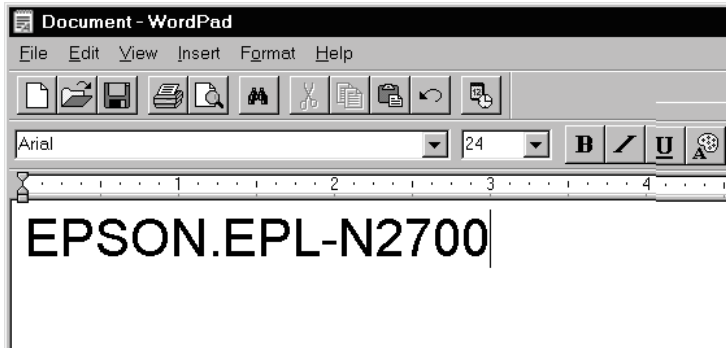 Document - WordPad
File Edit View Insert Format Help
Arial 24 B I U A
1 2 3 4
EPSON.EPL-N2700